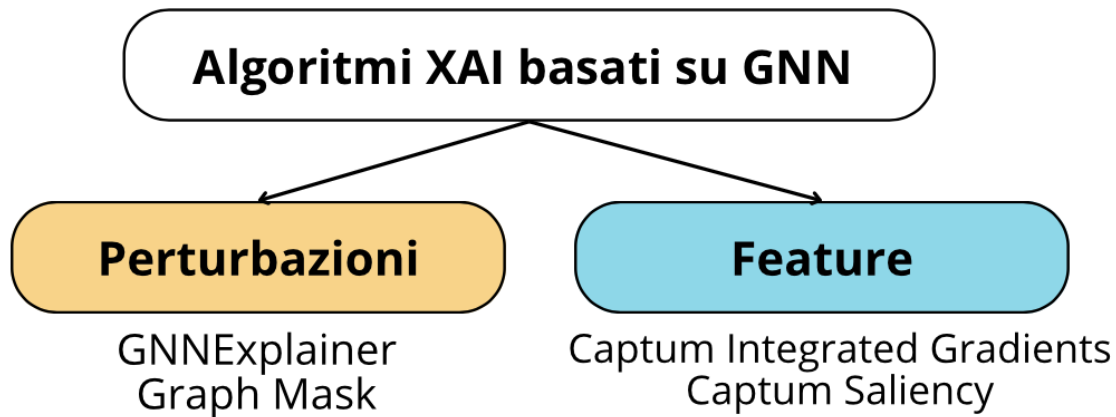 Algoritmi XAI basati su GNN
Perturbazioni
Feature
GNNExplainer
Graph Mask
Captum Integrated Gradients
Captum Saliency